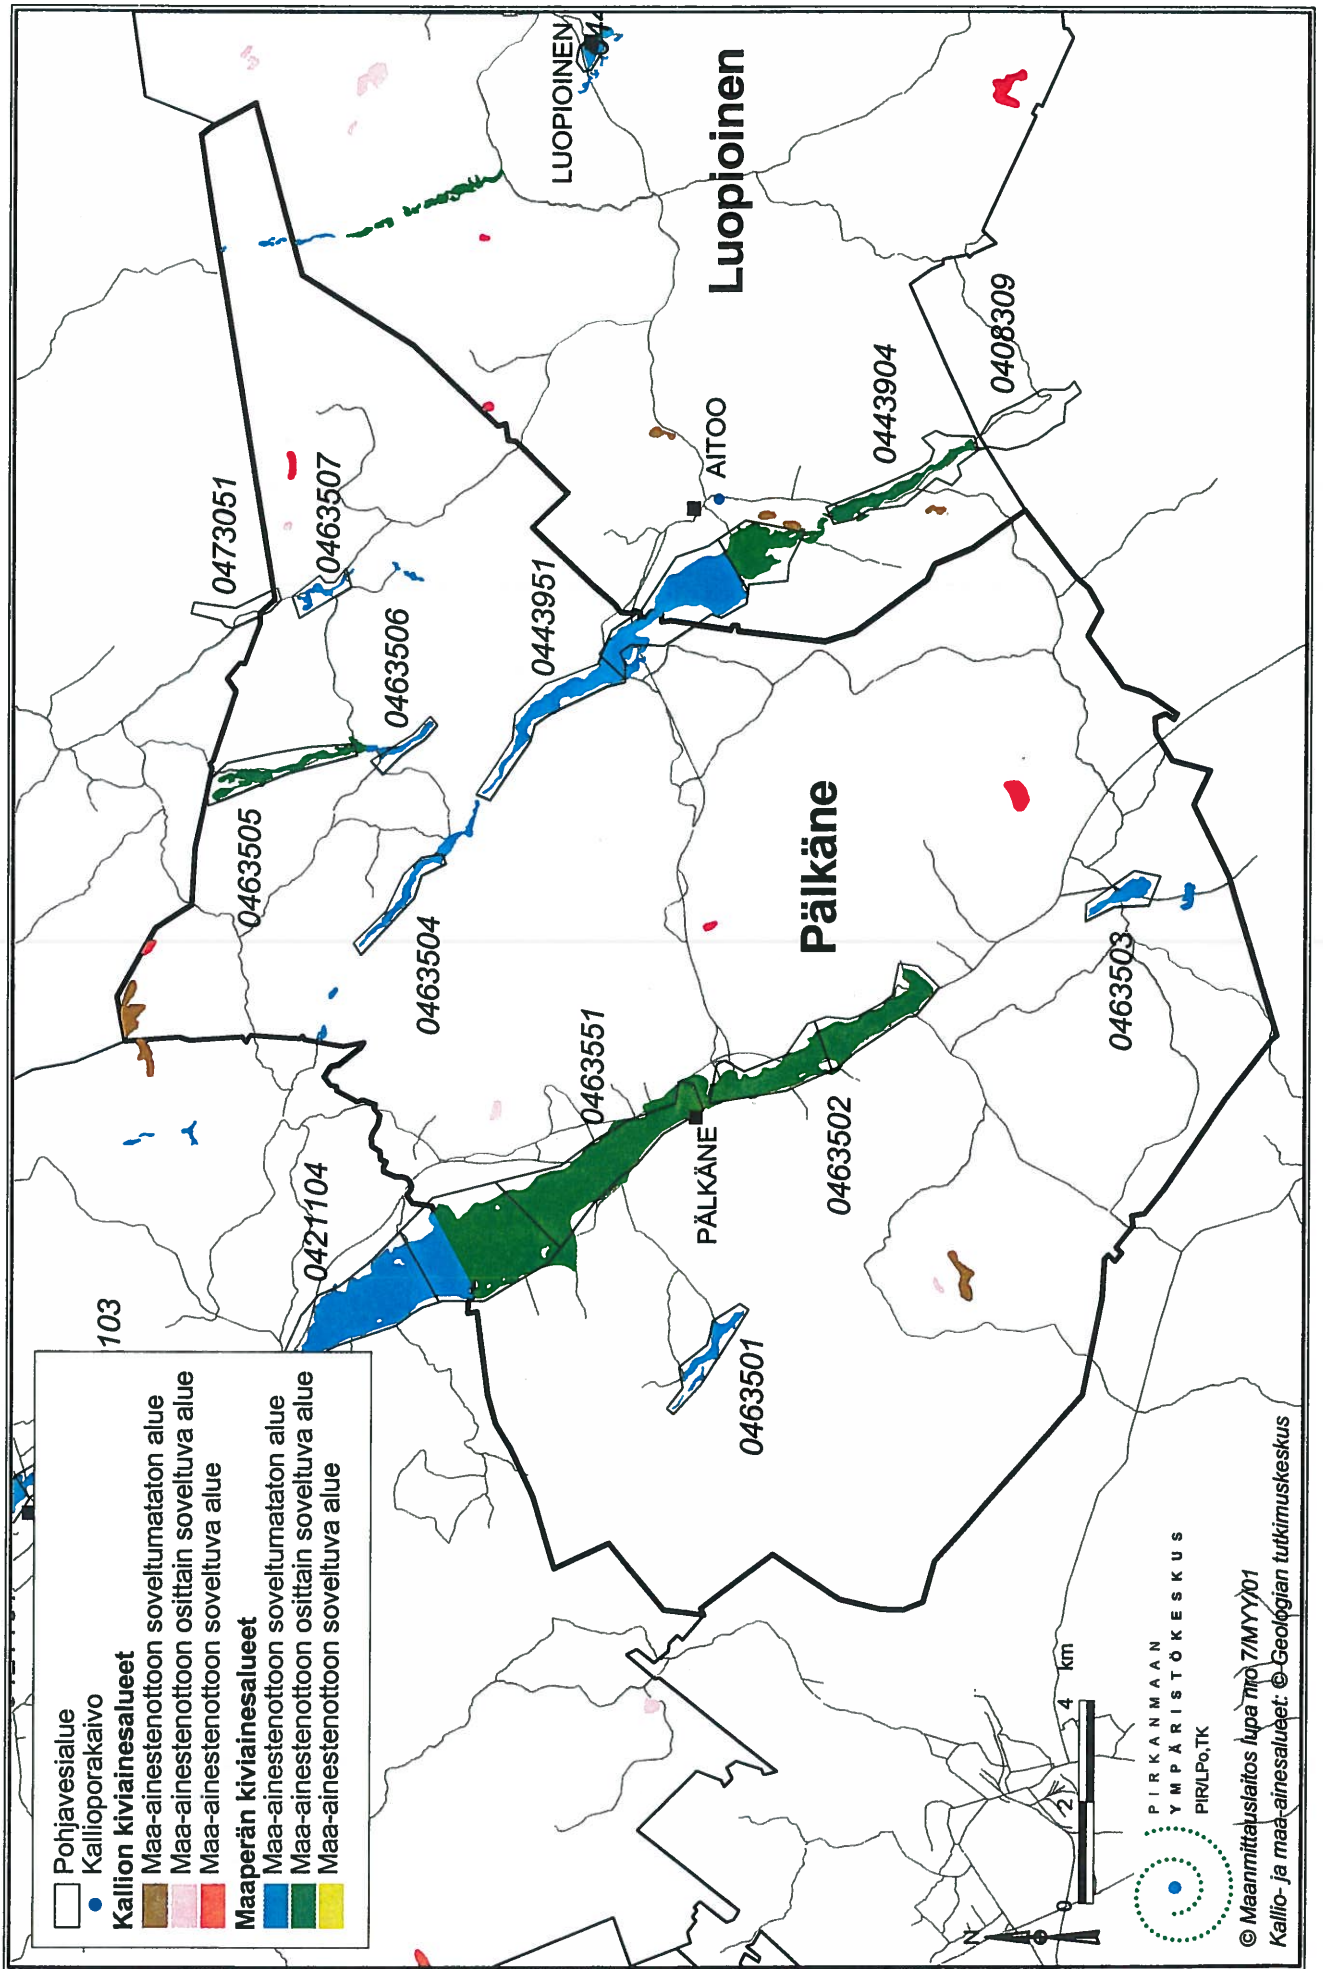 103
0421104
0463505
0463504
0463506
0473051
0463507
0443951
0463551
PÄLKÄNE
0463501
0463502
Pälkäne
0463503
AITOO
0443904
0408309
LUOPIOINEN
Luopioinen
Pohjavesialue
Kallioporakaivo
Kallion kiviainesalueet
Maa-ainestenottoon soveltumataton alue
Maa-ainestenottoon osittain soveltuva alue
Maa-ainestenottoon soveltuva alue
Maaperän kiviainesalueet
Maa-ainestenottoon soveltumataton alue
Maa-ainestenottoon osittain soveltuva alue
Maa-ainestenottoon soveltuva alue
N
0 2 4 km
PIRKANMAAN
YMPÄRISTÖKESKUS
PIR/LPo,TK
© Maanmittauslaitos lupa nro 7/MYY/01
Kallio- ja maa-ainesalueet: © Geologian tutkimuskeskus